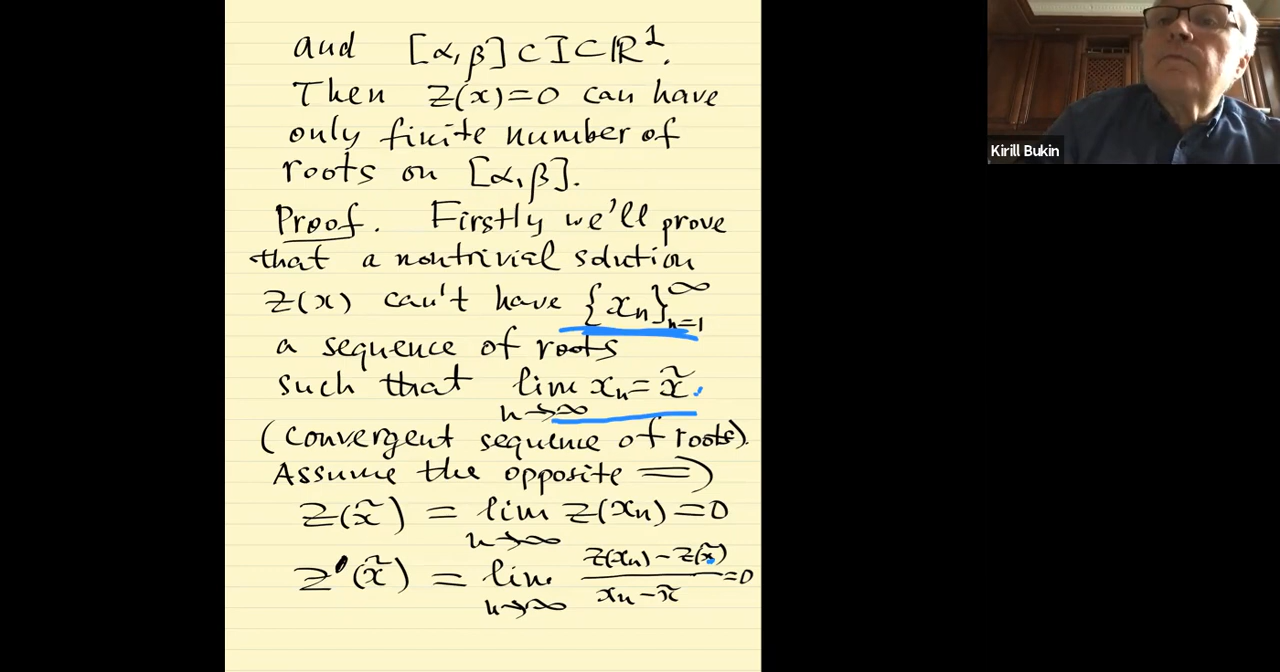 and [α, β] ⊂ I ⊂ ℝ¹.
Then Z(x)=0 can have
only finite number of
roots on [α, β].
Proof. Firstly we'll prove
that a nontrivial solution
Z(x) can't have {xₙ}ₙ₌₁^∞
a sequence of roots
such that lim xₙ = x̃.
n→∞
(convergent sequence of roots).
Assume the opposite ⟹
Z(x̃) = lim Z(xₙ) = 0
n→∞
Z'(x̃) = lim (Z(xₙ) − Z(x̃))/(xₙ − x̃) = 0
n→∞
Kirill Bukin